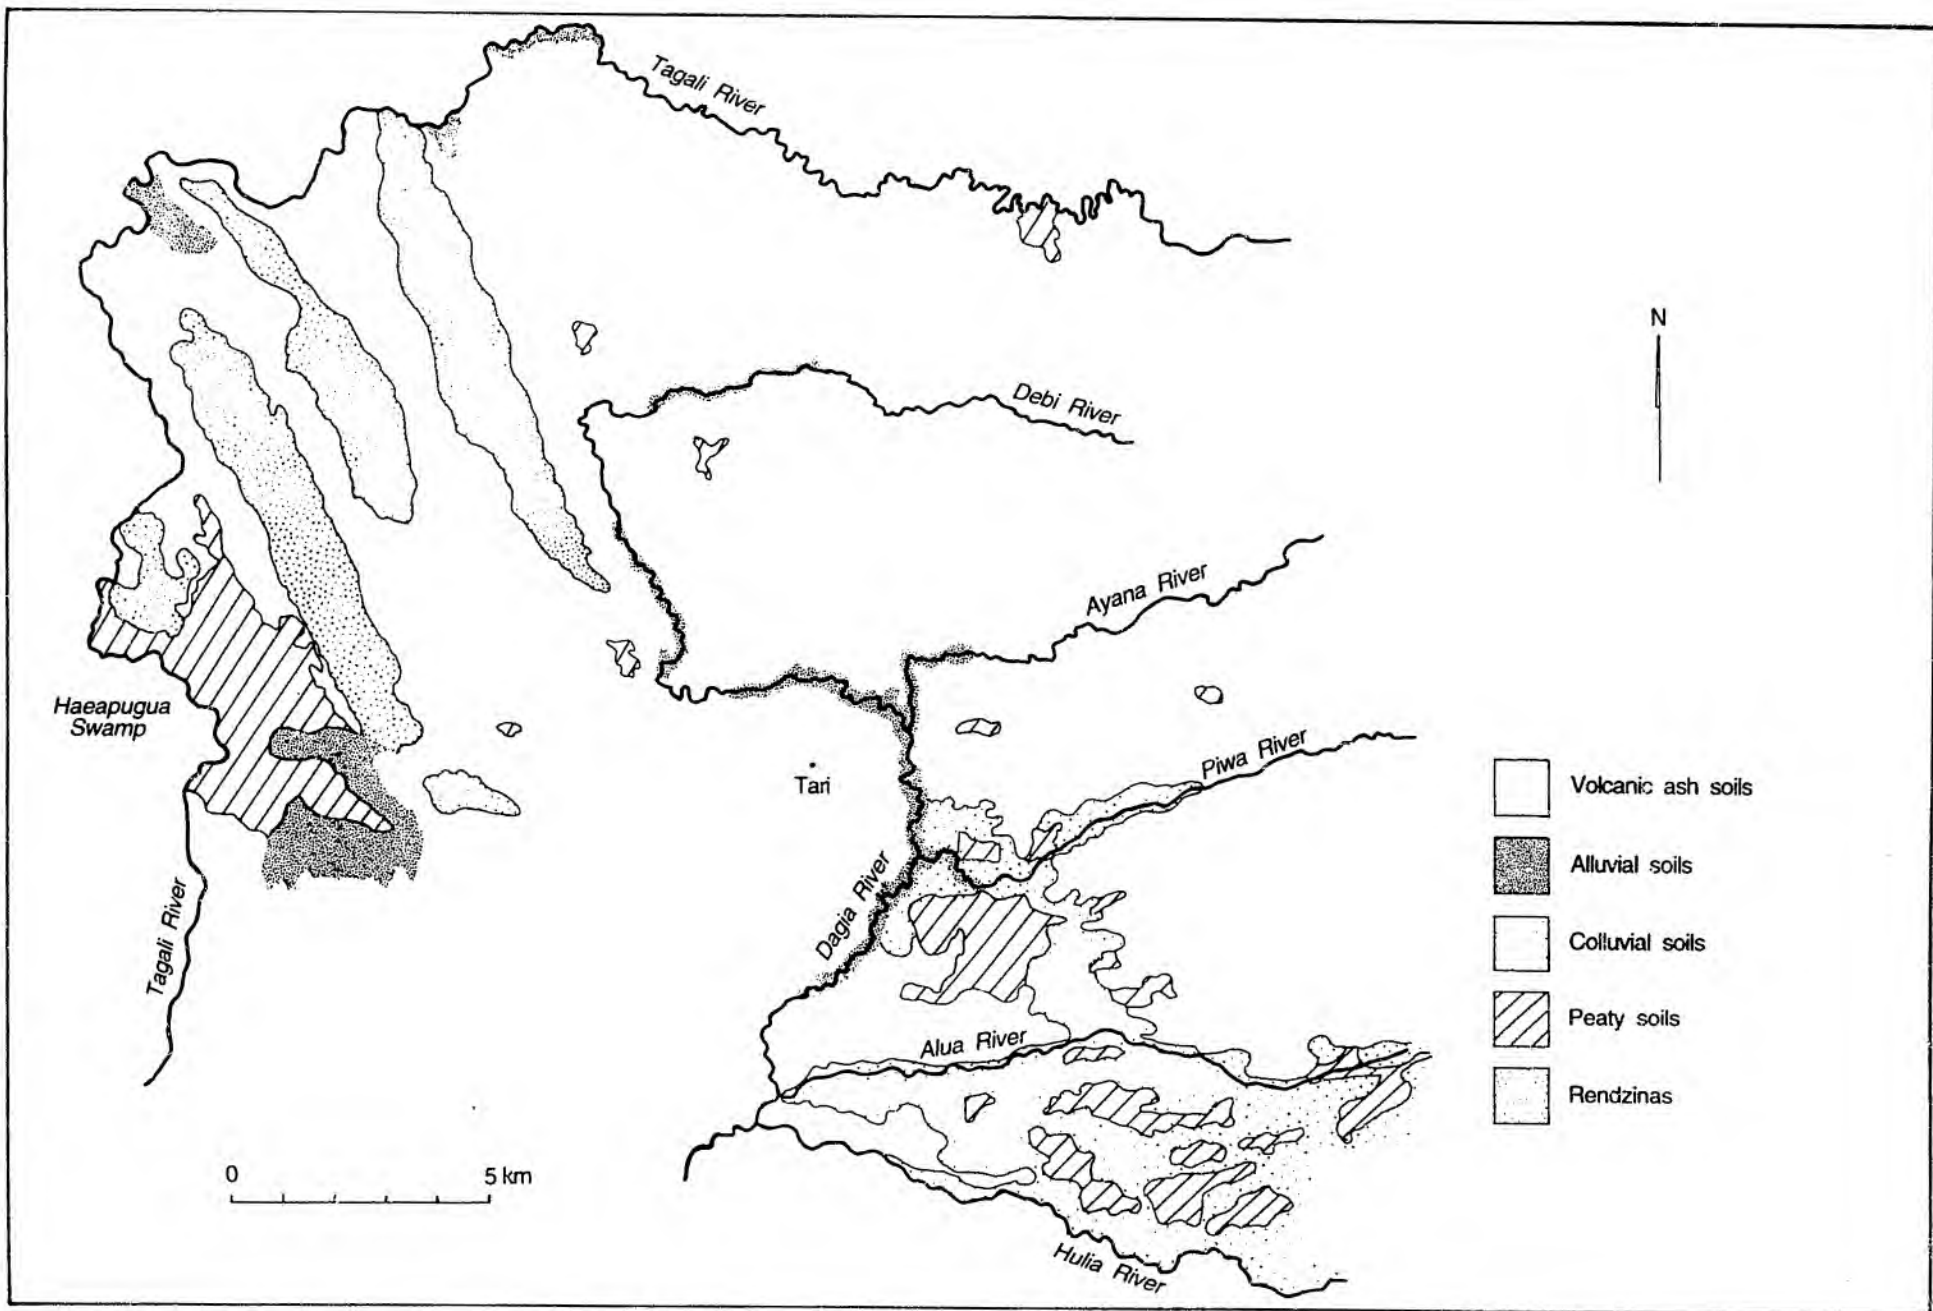 Tagali River
N
Debi River
Ayana River
Haeapugua
Swamp
Piwa River
Tari
Volcanic ash soils
Alluvial soils
Dagia River
Tagali River
Colluvial soils
Peaty soils
Alua River
Rendzinas
0 5 km
Hulia River